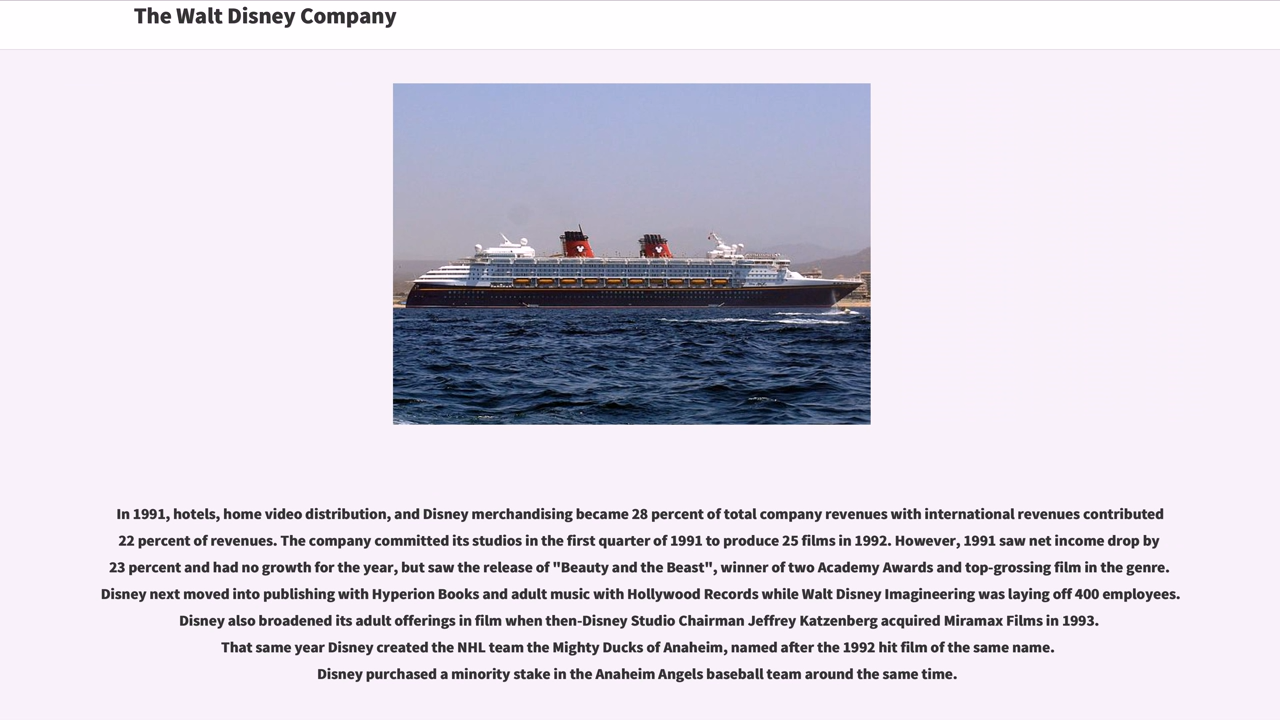 The Walt Disney Company
In 1991, hotels, home video distribution, and Disney merchandising became 28 percent of total company revenues with international revenues contributed
22 percent of revenues. The company committed its studios in the first quarter of 1991 to produce 25 films in 1992. However, 1991 saw net income drop by
23 percent and had no growth for the year, but saw the release of "Beauty and the Beast", winner of two Academy Awards and top-grossing film in the genre.
Disney next moved into publishing with Hyperion Books and adult music with Hollywood Records while Walt Disney Imagineering was laying off 400 employees.
Disney also broadened its adult offerings in film when then-Disney Studio Chairman Jeffrey Katzenberg acquired Miramax Films in 1993.
That same year Disney created the NHL team the Mighty Ducks of Anaheim, named after the 1992 hit film of the same name.
Disney purchased a minority stake in the Anaheim Angels baseball team around the same time.